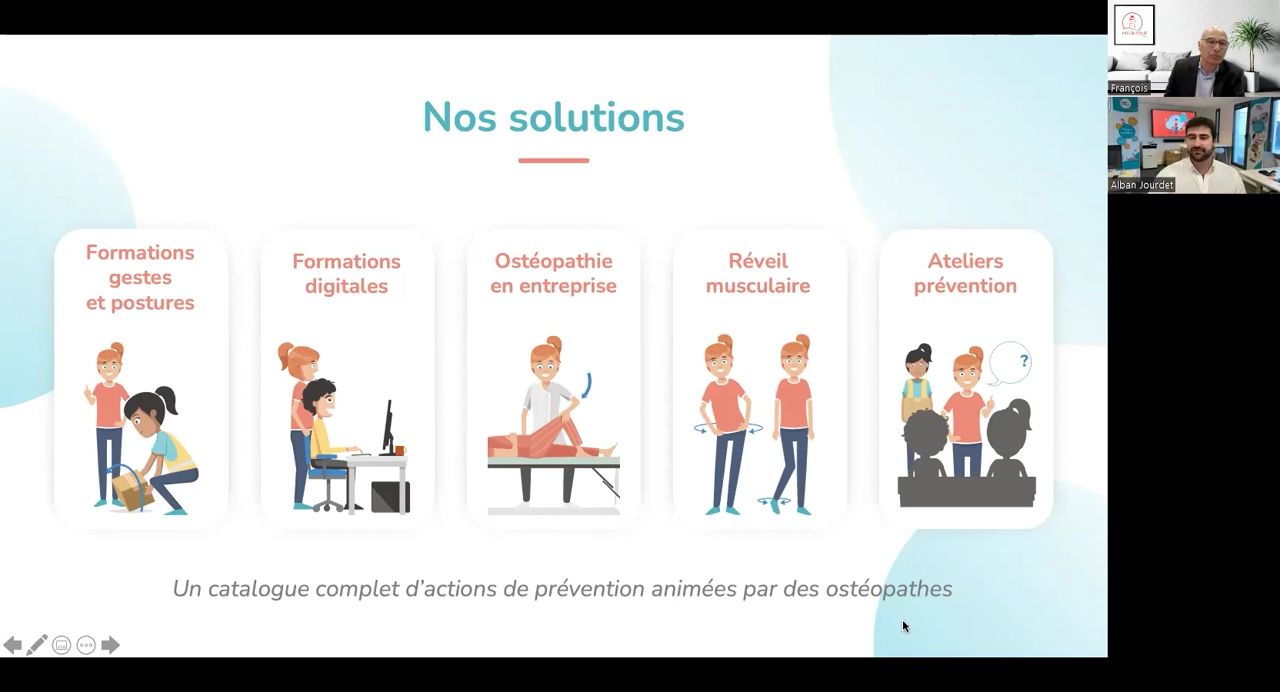 Nos solutions
Formations
gestes
et postures
Formations
digitales
Ostéopathie
en entreprise
Réveil
musculaire
Ateliers
prévention
?
Un catalogue complet d'actions de prévention animées par des ostéopathes
François
Alban Jourdet